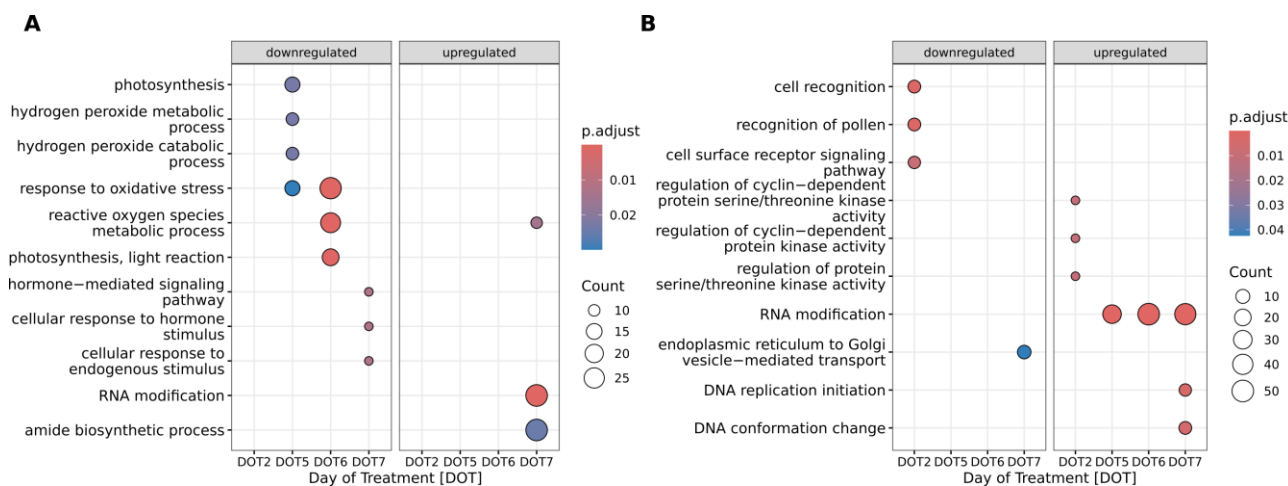 A
downregulated
upregulated
photosynthesis
hydrogen peroxide metabolic
process
hydrogen peroxide catabolic
process
response to oxidative stress
reactive oxygen species
metabolic process
photosynthesis, light reaction
hormone−mediated signaling
pathway
cellular response to hormone
stimulus
cellular response to
endogenous stimulus
RNA modification
amide biosynthetic process
DOT2 DOT5 DOT6 DOT7
DOT2 DOT5 DOT6 DOT7
Day of Treatment [DOT]
p.adjust
0.01
0.02
Count
10
15
20
25
B
downregulated
upregulated
cell recognition
recognition of pollen
cell surface receptor signaling
pathway
regulation of cyclin−dependent
protein serine/threonine kinase
activity
regulation of cyclin−dependent
protein kinase activity
regulation of protein
serine/threonine kinase activity
RNA modification
endoplasmic reticulum to Golgi
vesicle−mediated transport
DNA replication initiation
DNA conformation change
DOT2 DOT5 DOT6 DOT7
DOT2 DOT5 DOT6 DOT7
Day of Treatment [DOT]
p.adjust
0.01
0.02
0.03
0.04
Count
10
20
30
40
50